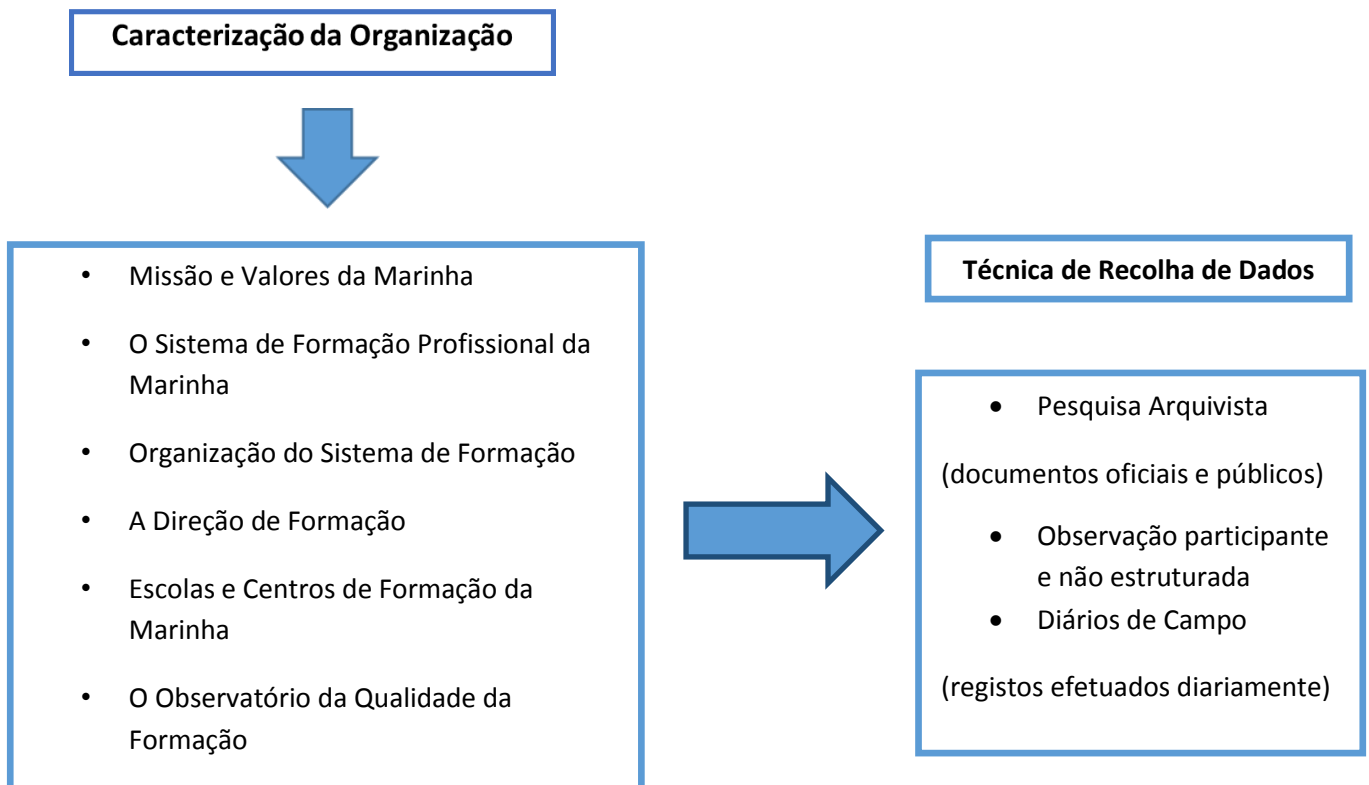 Caracterização da Organização
• Missão e Valores da Marinha
• O Sistema de Formação Profissional da
Marinha
• Organização do Sistema de Formação
• A Direção de Formação
• Escolas e Centros de Formação da
Marinha
• O Observatório da Qualidade da
Formação
Técnica de Recolha de Dados
• Pesquisa Arquivista
(documentos oficiais e públicos)
• Observação participante
e não estruturada
• Diários de Campo
(registos efetuados diariamente)